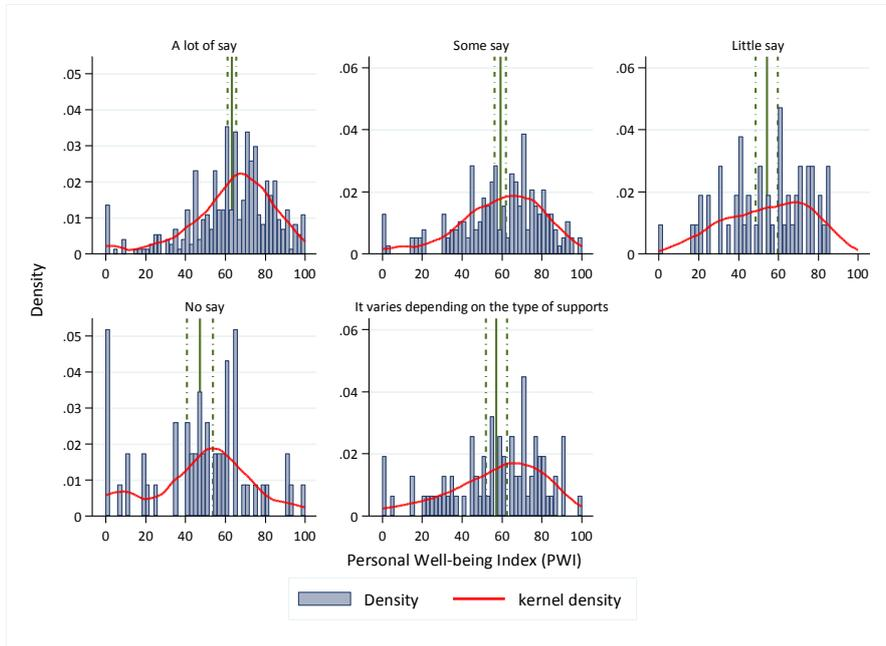 A lot of say
Some say
Little say
.05
.04
.03
.02
.01
0
0 20 40 60 80 100
.06
.04
.02
0
0 20 40 60 80 100
.06
.04
.02
0
0 20 40 60 80 100
Density
No say
It varies depending on the type of supports
.05
.04
.03
.02
.01
0
0 20 40 60 80 100
.06
.04
.02
0
0 20 40 60 80 100
Personal Well-being Index (PWI)
Density kernel density